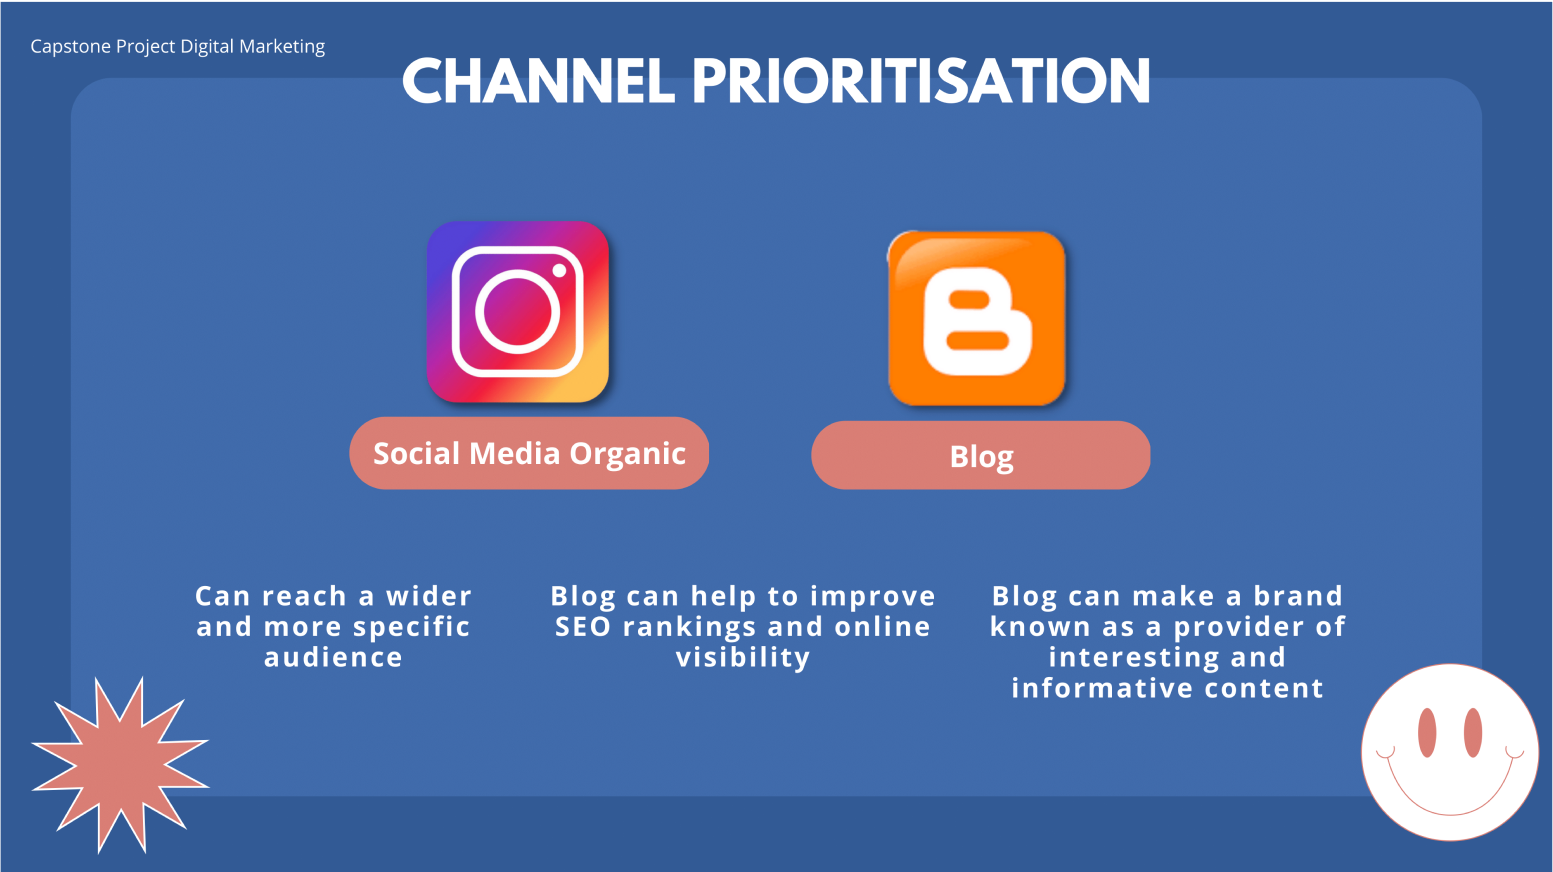 Capstone Project Digital Marketing
CHANNEL PRIORITISATION
Social Media Organic
Blog
Can reach a wider
and more specific
audience
Blog can help to improve
SEO rankings and online
visibility
Blog can make a brand
known as a provider of
interesting and
informative content